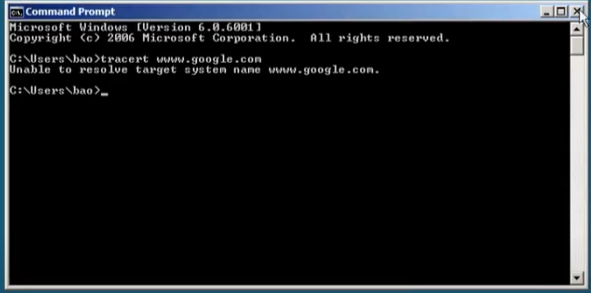 Command Prompt
Microsoft Windows [Version 6.0.6001]
Copyright (c) 2006 Microsoft Corporation.  All rights reserved.
C:\Users\bao>tracert www.google.com
Unable to resolve target system name www.google.com.
C:\Users\bao>_